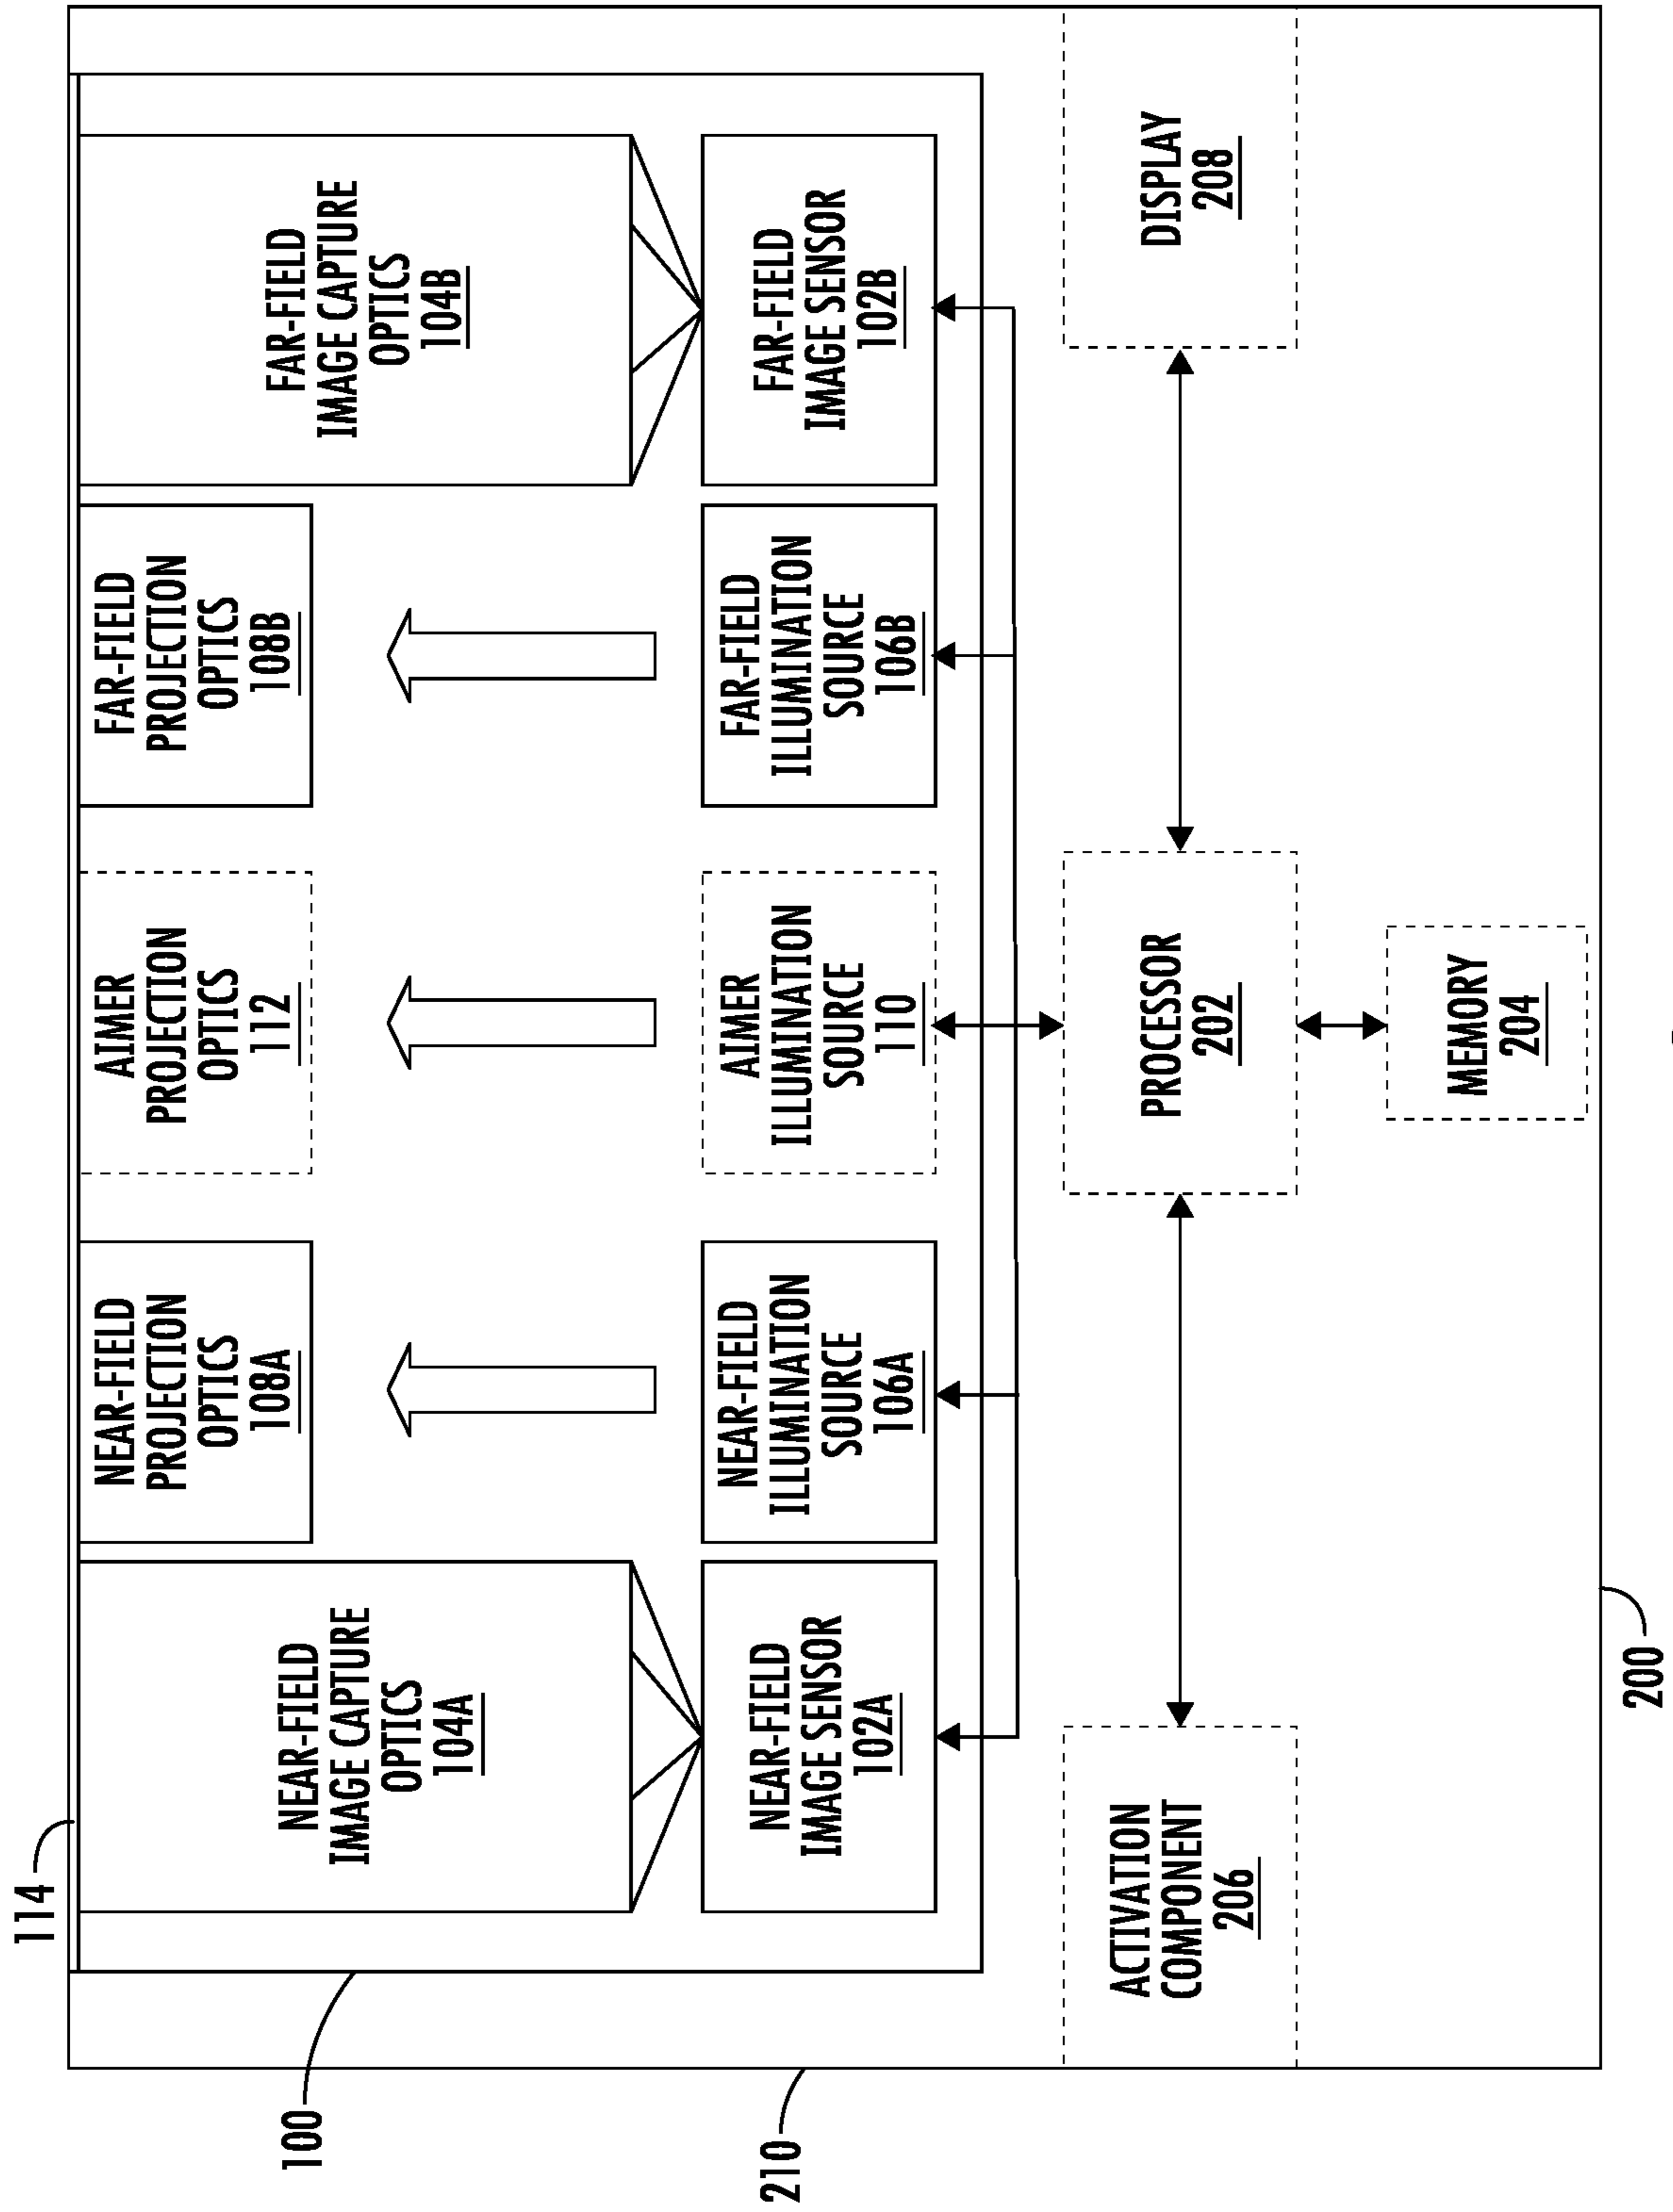 114
100
210
200
NEAR-FIELD
IMAGE CAPTURE
OPTICS
104A
NEAR-FIELD
PROJECTION
OPTICS
108A
AIMER
PROJECTION
OPTICS
112
FAR-FIELD
PROJECTION
OPTICS
108B
FAR-FIELD
IMAGE CAPTURE
OPTICS
104B
NEAR-FIELD
IMAGE SENSOR
102A
NEAR-FIELD
ILLUMINATION
SOURCE
106A
AIMER
ILLUMINATION
SOURCE
110
FAR-FIELD
ILLUMINATION
SOURCE
106B
FAR-FIELD
IMAGE SENSOR
102B
ACTIVATION
COMPONENT
206
PROCESSOR
202
DISPLAY
208
MEMORY
204